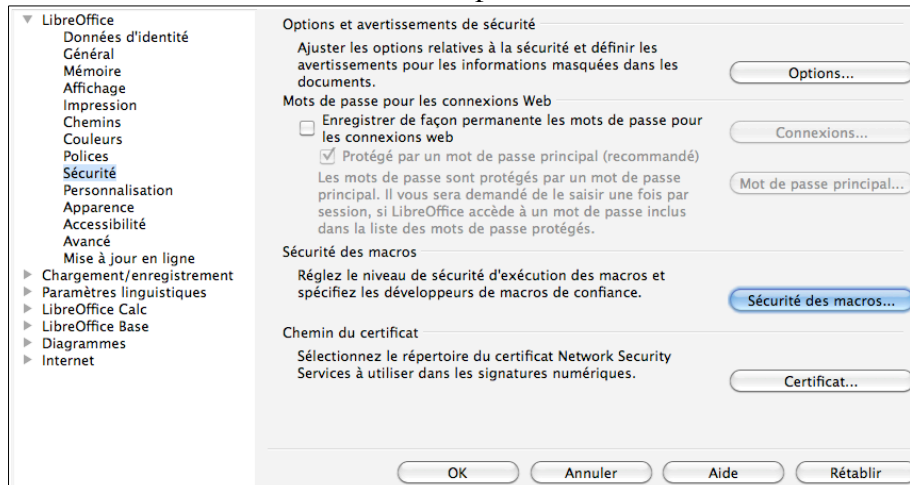 LibreOffice
Données d'identité
Général
Mémoire
Affichage
Impression
Chemins
Couleurs
Polices
Sécurité
Personnalisation
Apparence
Accessibilité
Avancé
Mise à jour en ligne
Chargement/enregistrement
Paramètres linguistiques
LibreOffice Calc
LibreOffice Base
Diagrammes
Internet
Options et avertissements de sécurité
Ajuster les options relatives à la sécurité et définir les
avertissements pour les informations masquées dans les
documents.
Options...
Mots de passe pour les connexions Web
Enregistrer de façon permanente les mots de passe pour
les connexions web
Connexions...
Protégé par un mot de passe principal (recommandé)
Les mots de passe sont protégés par un mot de passe
principal. Il vous sera demandé de le saisir une fois par
session, si LibreOffice accède à un mot de passe inclus
dans la liste des mots de passe protégés.
Mot de passe principal...
Sécurité des macros
Réglez le niveau de sécurité d'exécution des macros et
spécifiez les développeurs de macros de confiance.
Sécurité des macros...
Chemin du certificat
Sélectionnez le répertoire du certificat Network Security
Services à utiliser dans les signatures numériques.
Certificat...
OK
Annuler
Aide
Rétablir